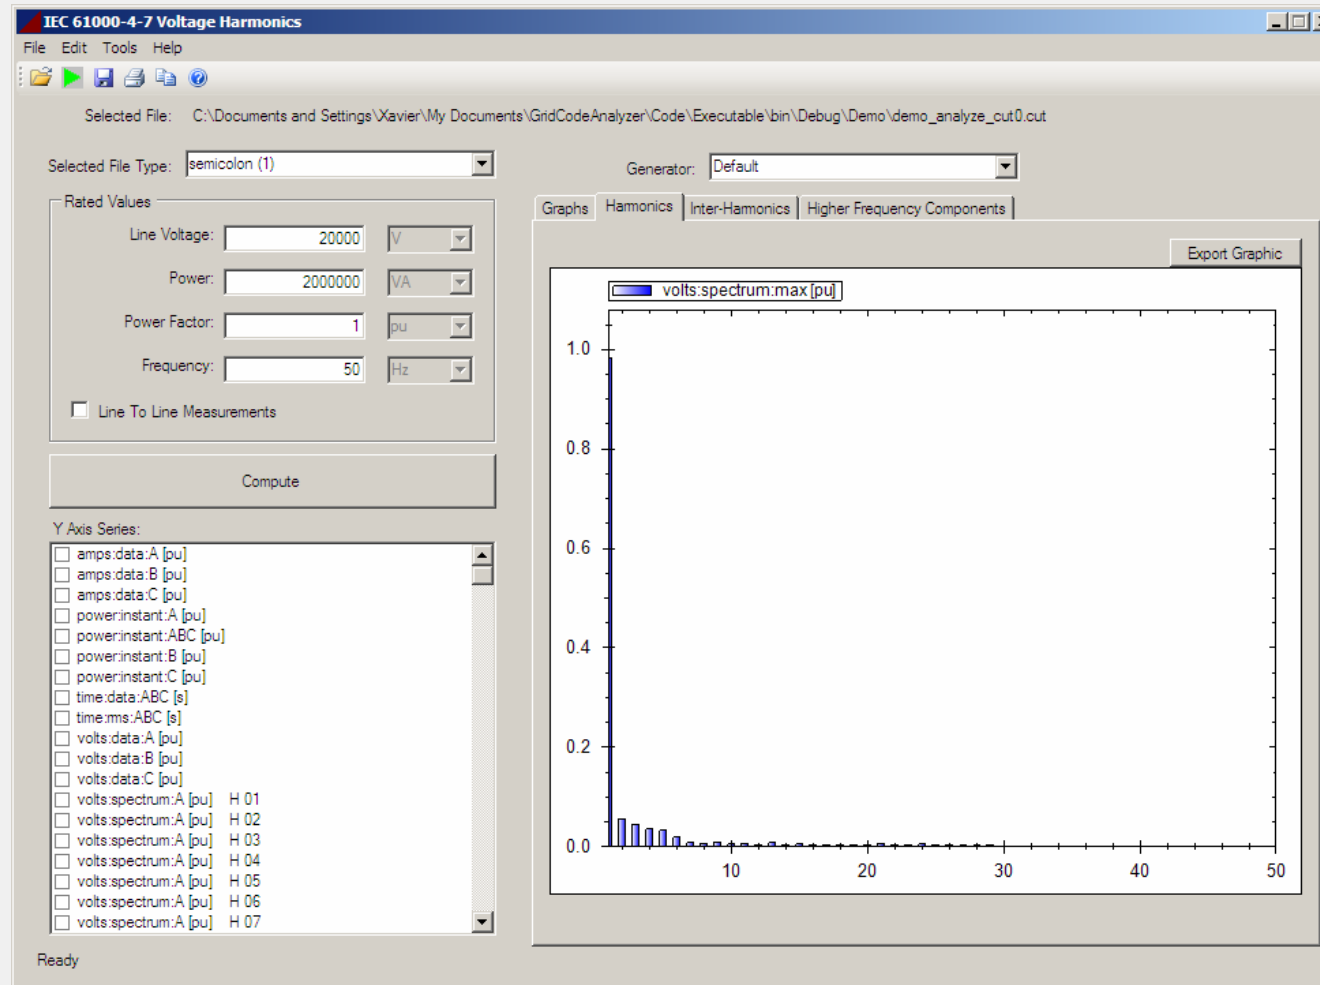 IEC 61000-4-7 Voltage Harmonics
File Edit Tools Help
Selected File: C:\Documents and Settings\Xavier\My Documents\GridCodeAnalyzer\Code\Executable\bin\Debug\Demo\demo_analyze_cut0.cut
Selected File Type: semicolon (1)
Generator: Default
Rated Values
Line Voltage: 20000 V
Power: 2000000 VA
Power Factor: 1 pu
Frequency: 50 Hz
Line To Line Measurements
Compute
Y Axis Series:
amps:data:A [pu]
amps:data:B [pu]
amps:data:C [pu]
power:instant:A [pu]
power:instant:ABC [pu]
power:instant:B [pu]
power:instant:C [pu]
time:data:ABC [s]
time:rms:ABC [s]
volts:data:A [pu]
volts:data:B [pu]
volts:data:C [pu]
volts:spectrum:A [pu] H 01
volts:spectrum:A [pu] H 02
volts:spectrum:A [pu] H 03
volts:spectrum:A [pu] H 04
volts:spectrum:A [pu] H 05
volts:spectrum:A [pu] H 06
volts:spectrum:A [pu] H 07
Graphs Harmonics Inter-Harmonics Higher Frequency Components
Export Graphic
volts:spectrum:max [pu]
1.0
0.8
0.6
0.4
0.2
0.0
10 20 30 40 50
Ready